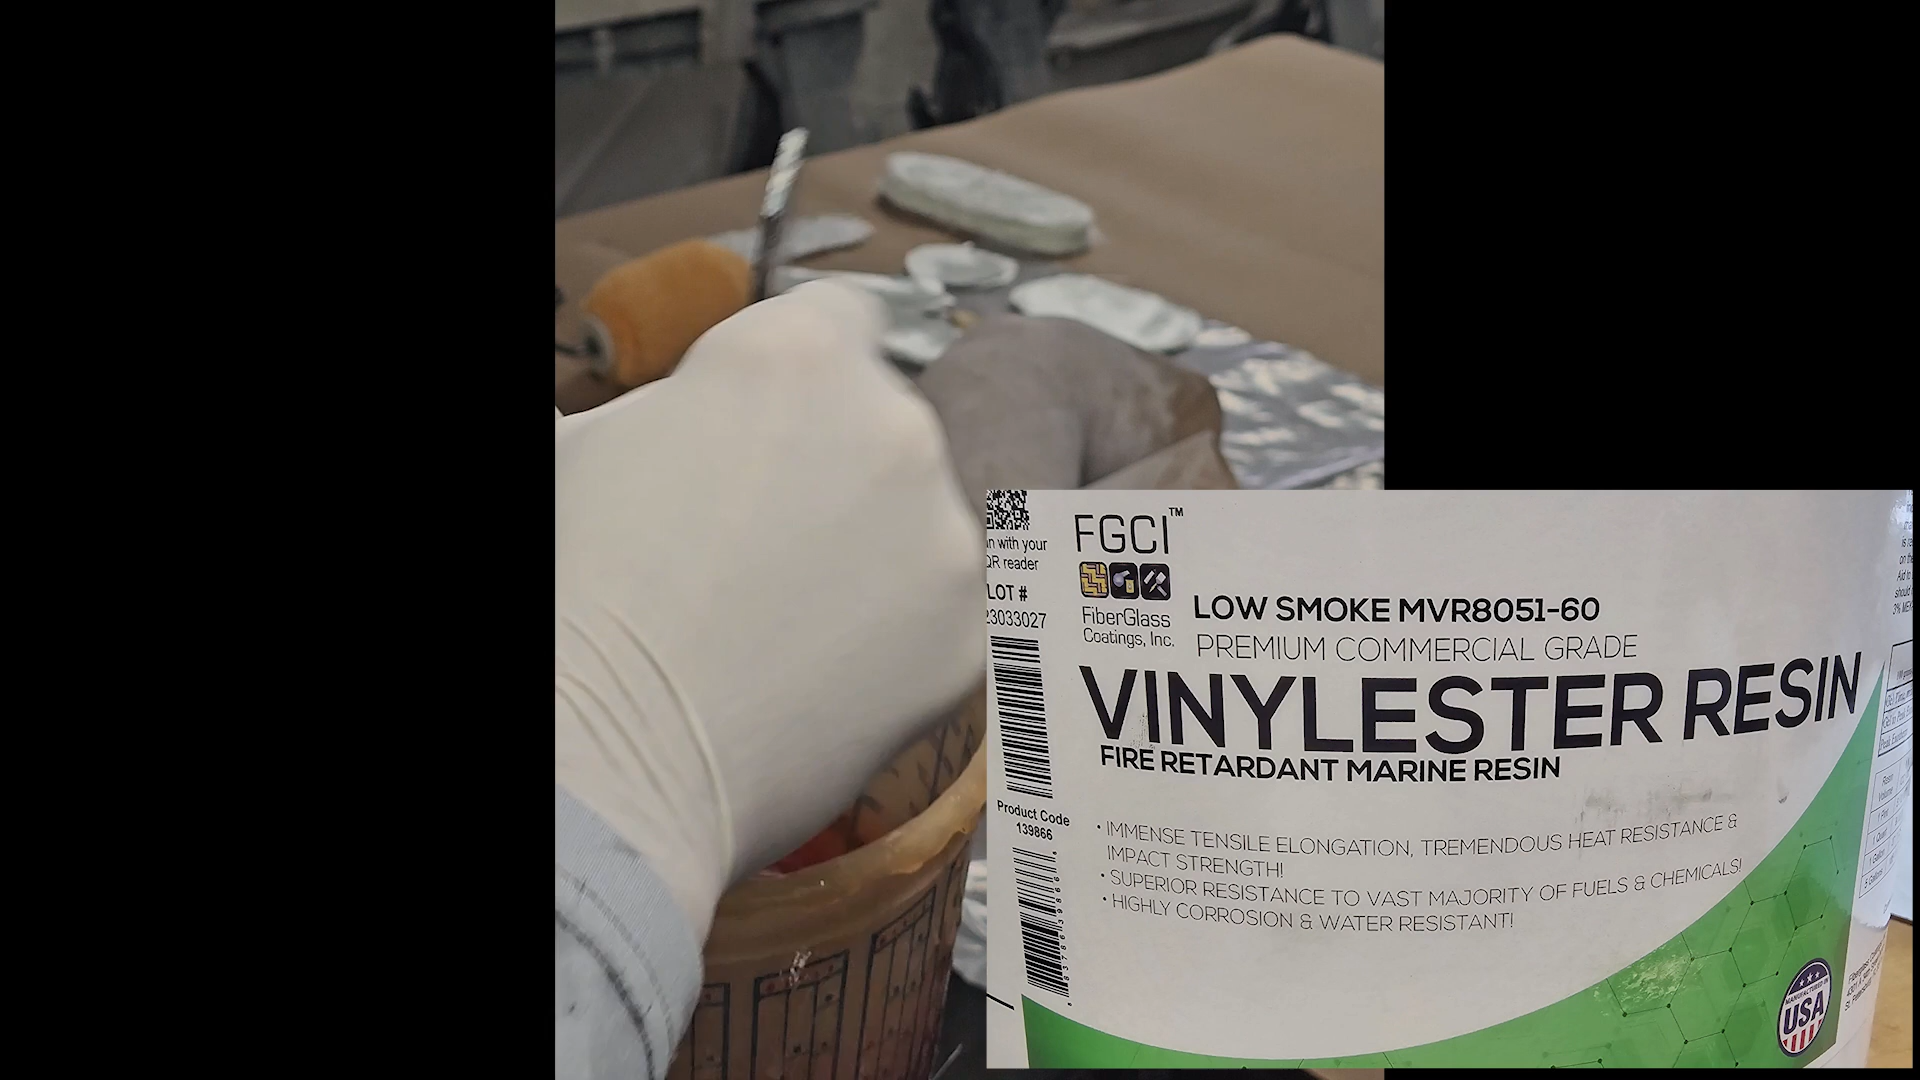 FGCI™
FiberGlass
Coatings, Inc.
LOW SMOKE MVR8051-60
PREMIUM COMMERCIAL GRADE
VINYLESTER RESIN
FIRE RETARDANT MARINE RESIN
• IMMENSE TENSILE ELONGATION, TREMENDOUS HEAT RESISTANCE &
IMPACT STRENGTH!
• SUPERIOR RESISTANCE TO VAST MAJORITY OF FUELS & CHEMICALS!
• HIGHLY CORROSION & WATER RESISTANT!
with your
QR reader
LOT #
23033027
Product Code
139866
MANUFACTURED IN
USA